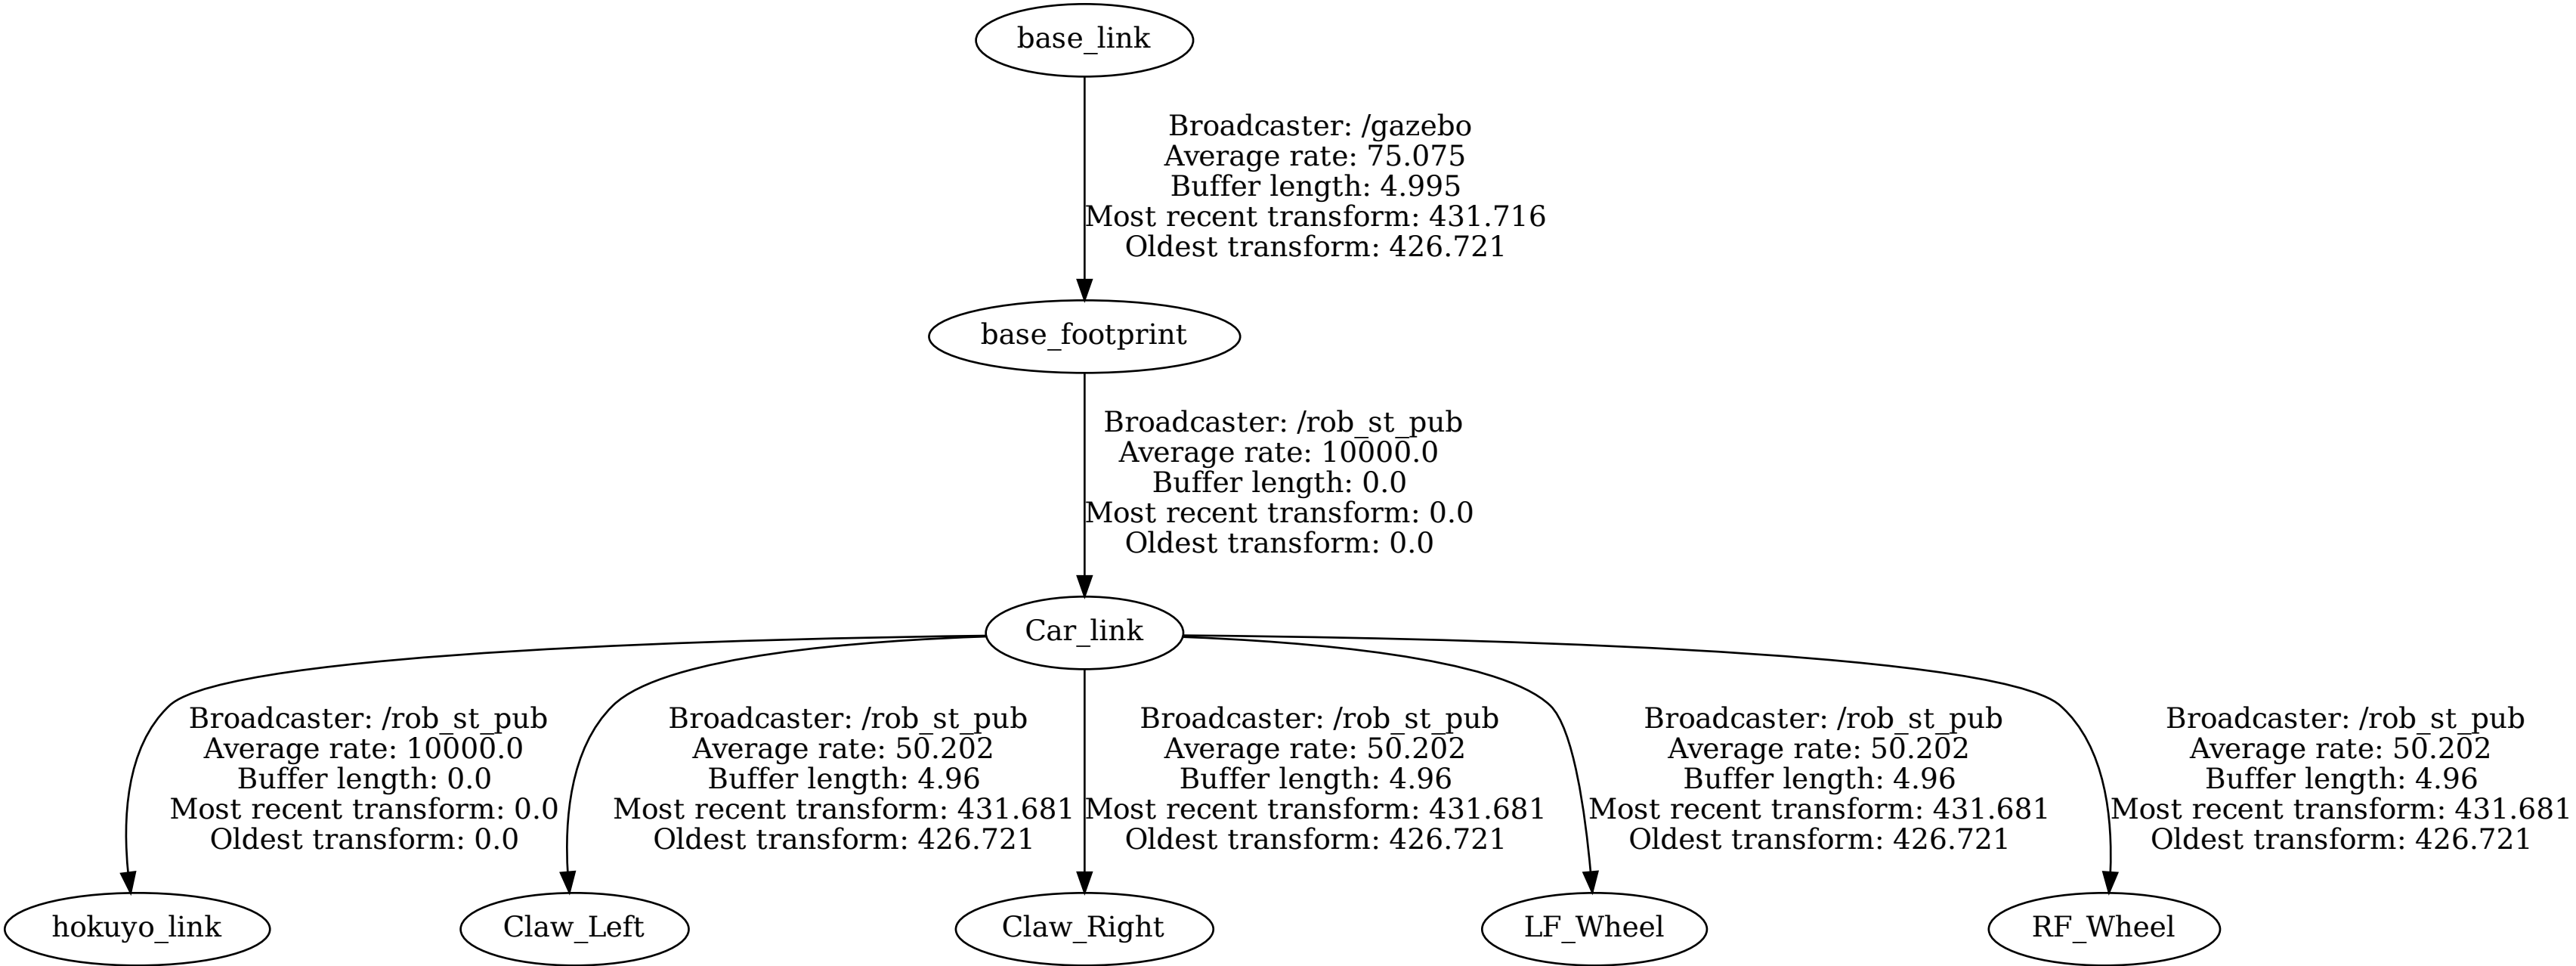 base_link
Broadcaster: /gazebo
Average rate: 75.075
Buffer length: 4.995
Most recent transform: 431.716
Oldest transform: 426.721
base_footprint
Broadcaster: /rob_st_pub
Average rate: 10000.0
Buffer length: 0.0
Most recent transform: 0.0
Oldest transform: 0.0
Car_link
Broadcaster: /rob_st_pub
Average rate: 10000.0
Buffer length: 0.0
Most recent transform: 0.0
Oldest transform: 0.0
Broadcaster: /rob_st_pub
Average rate: 50.202
Buffer length: 4.96
Most recent transform: 431.681
Oldest transform: 426.721
Broadcaster: /rob_st_pub
Average rate: 50.202
Buffer length: 4.96
Most recent transform: 431.681
Oldest transform: 426.721
Broadcaster: /rob_st_pub
Average rate: 50.202
Buffer length: 4.96
Most recent transform: 431.681
Oldest transform: 426.721
Broadcaster: /rob_st_pub
Average rate: 50.202
Buffer length: 4.96
Most recent transform: 431.681
Oldest transform: 426.721
hokuyo_link
Claw_Left
Claw_Right
LF_Wheel
RF_Wheel